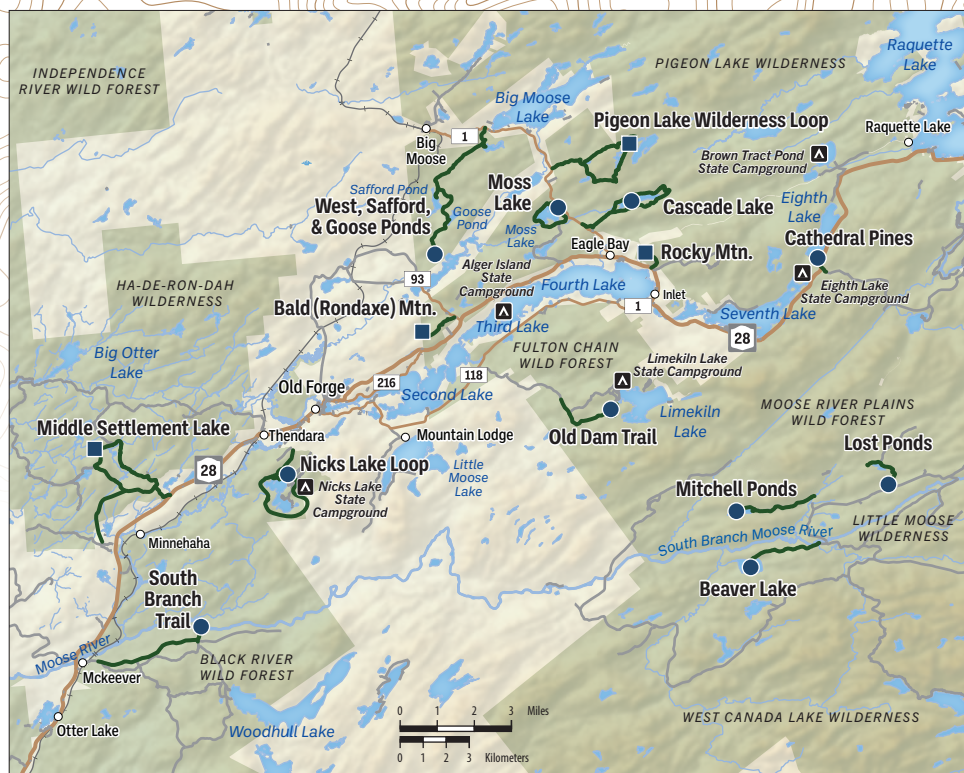 Raquette
Lake
INDEPENDENCE
RIVER WILD FOREST
PIGEON LAKE WILDERNESS
Big Moose
Lake
Pigeon Lake Wilderness Loop
Raquette Lake
1
Big
Moose
Brown Tract Pond
State Campground
Moss
Lake
Safford Pond
West, Safford,
& Goose Ponds
Goose
Pond
Cascade Lake
Eighth
Lake
Moss
Lake
Eagle Bay
Cathedral Pines
Rocky Mtn.
Alger Island
State
Campground
93
Fourth Lake
Eighth Lake
State Campground
HA-DE-RON-DAH
WILDERNESS
Inlet
1
Bald (Rondaxe) Mtn.
Seventh Lake
Third Lake
28
FULTON CHAIN
WILD FOREST
Big Otter
Lake
Limekiln Lake
State Campground
118
216
Old Forge
Second Lake
MOOSE RIVER PLAINS
WILD FOREST
Limekiln
Lake
Middle Settlement Lake
Thendara
Mountain Lodge
Old Dam Trail
Lost Ponds
28
Nicks Lake Loop
Little
Moose
Lake
Nicks Lake
State
Campground
Mitchell Ponds
LITTLE MOOSE
WILDERNESS
South Branch Moose River
Minnehaha
South
Branch
Trail
Beaver Lake
Moose River
BLACK RIVER
WILD FOREST
Mckeever
Otter Lake
Woodhull Lake
0 1 2 3 Miles
0 1 2 3 Kilometers
WEST CANADA LAKE WILDERNESS